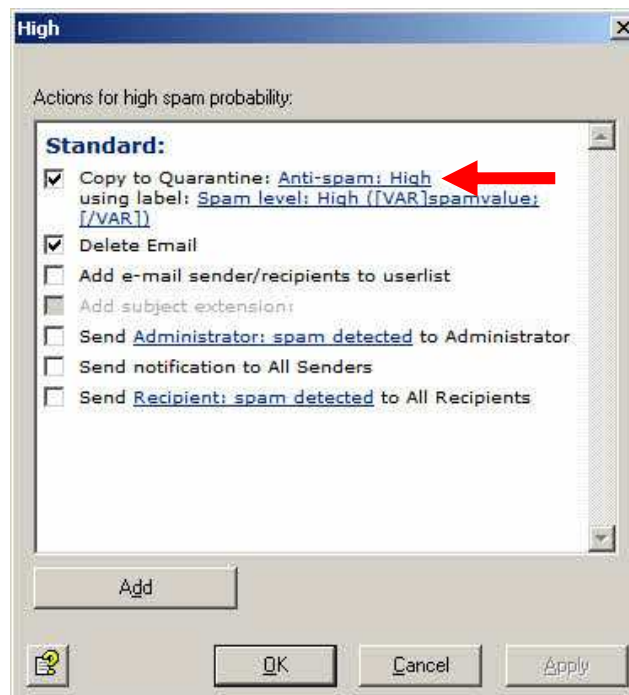 High
Actions for high spam probability:
Standard:
Copy to Quarantine: Anti-spam: High
using label: Spam level: High ([VAR]spamvalue;
[/VAR])
Delete Email
Add e-mail sender/recipients to userlist
Add subject extension:
Send Administrator: spam detected to Administrator
Send notification to All Senders
Send Recipient: spam detected to All Recipients
Add
OK Cancel Apply